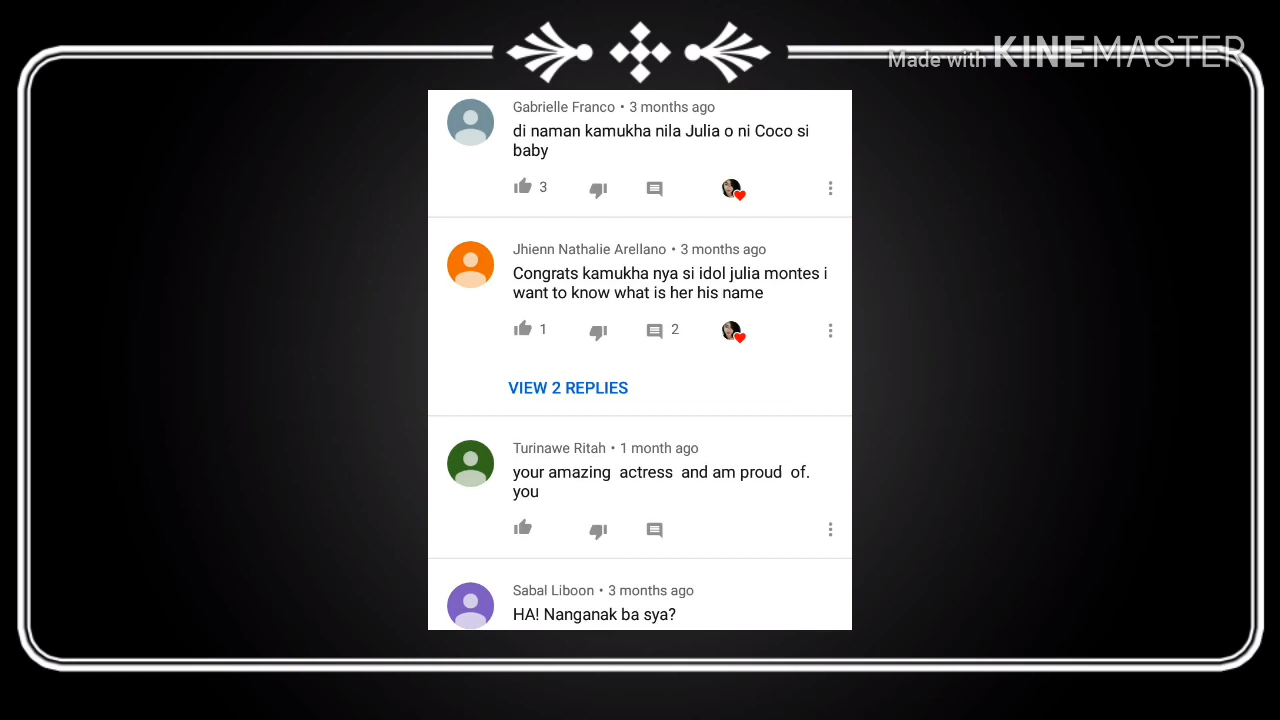 Made with KINEMASTER
Gabrielle Franco • 3 months ago
di naman kamukha nila Julia o ni Coco si
baby
3
Jhienn Nathalie Arellano • 3 months ago
Congrats kamukha nya si idol julia montes i
want to know what is her his name
1 2
VIEW 2 REPLIES
Turinawe Ritah • 1 month ago
your amazing actress and am proud of.
you
Sabal Liboon • 3 months ago
HA! Nanganak ba sya?